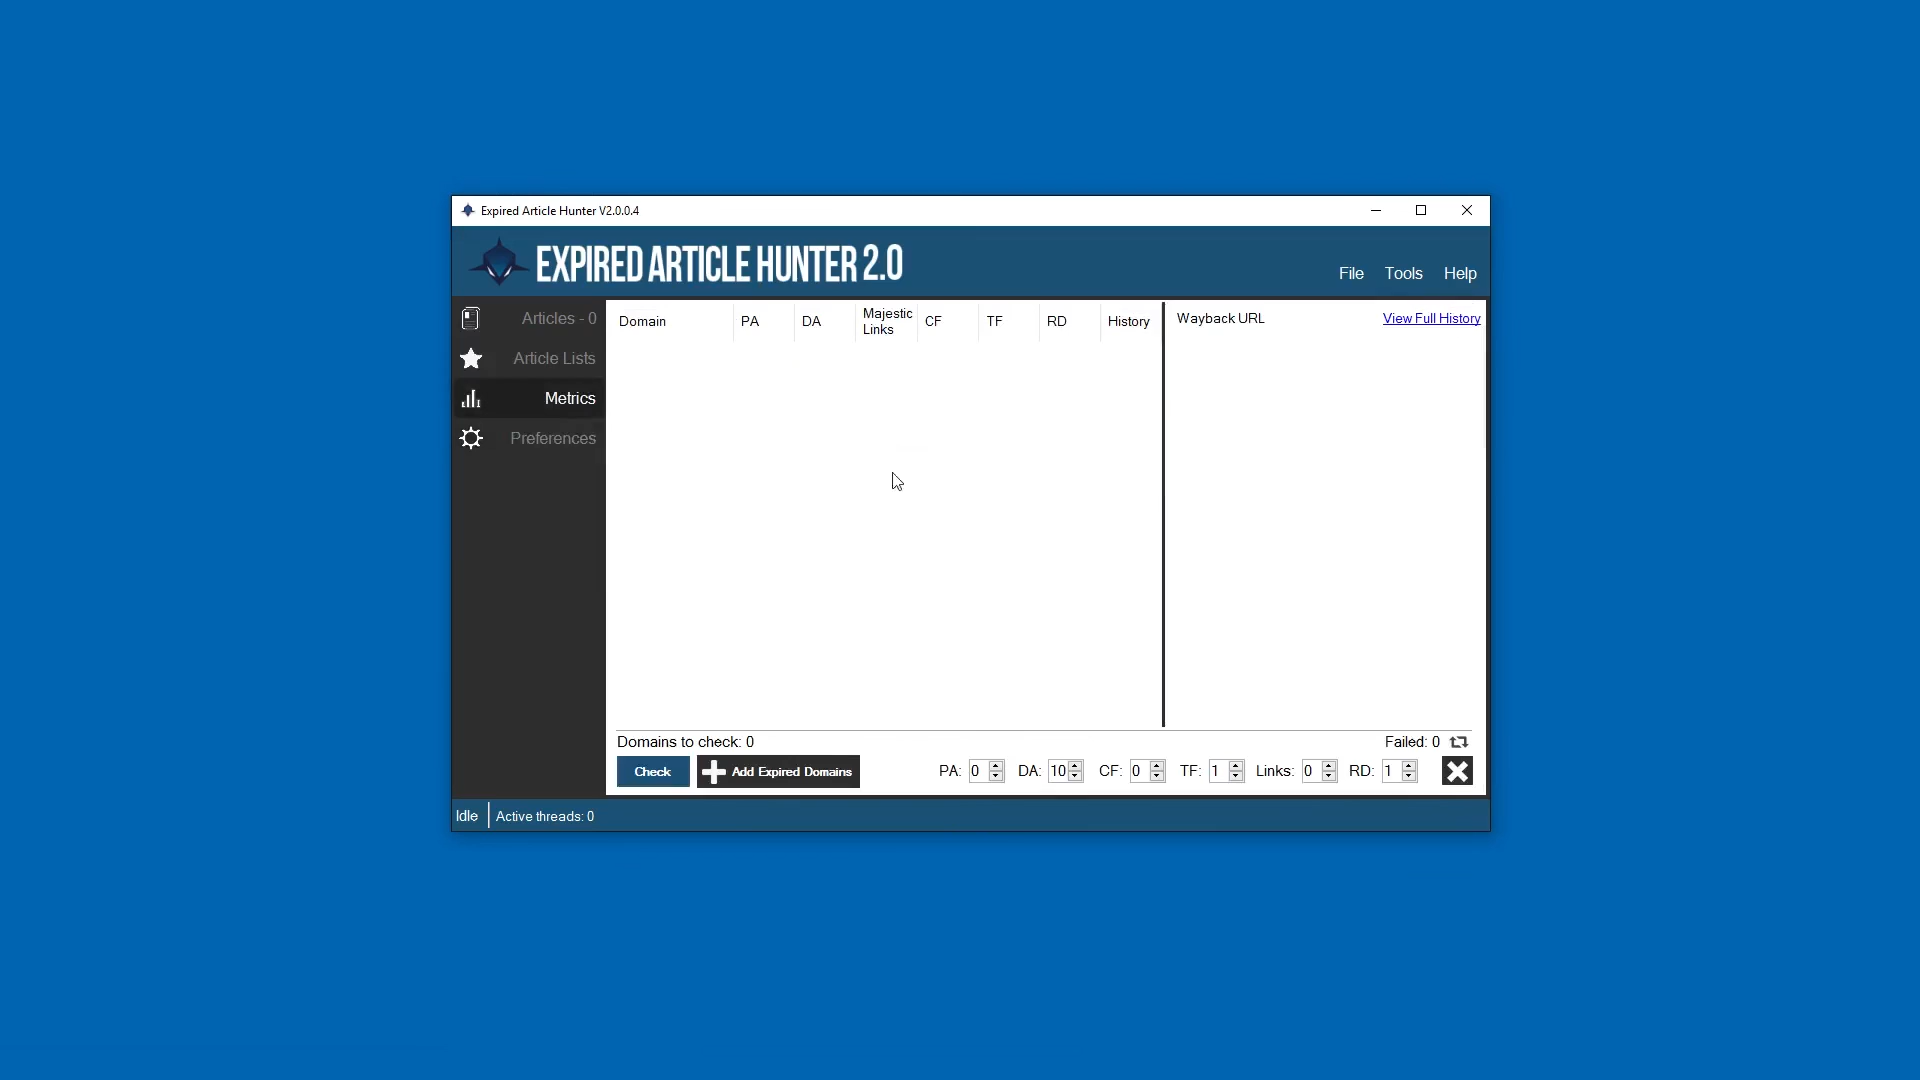 Expired Article Hunter V2.0.0.4
EXPIRED ARTICLE HUNTER 2.0
File Tools Help
Articles - 0
Article Lists
Metrics
Preferences
Domain PA DA Majestic Links CF TF RD History
Wayback URL View Full History
Domains to check: 0 Failed: 0
Check Add Expired Domains PA: 0 DA: 10 CF: 0 TF: 1 Links: 0 RD: 1
Idle Active threads: 0